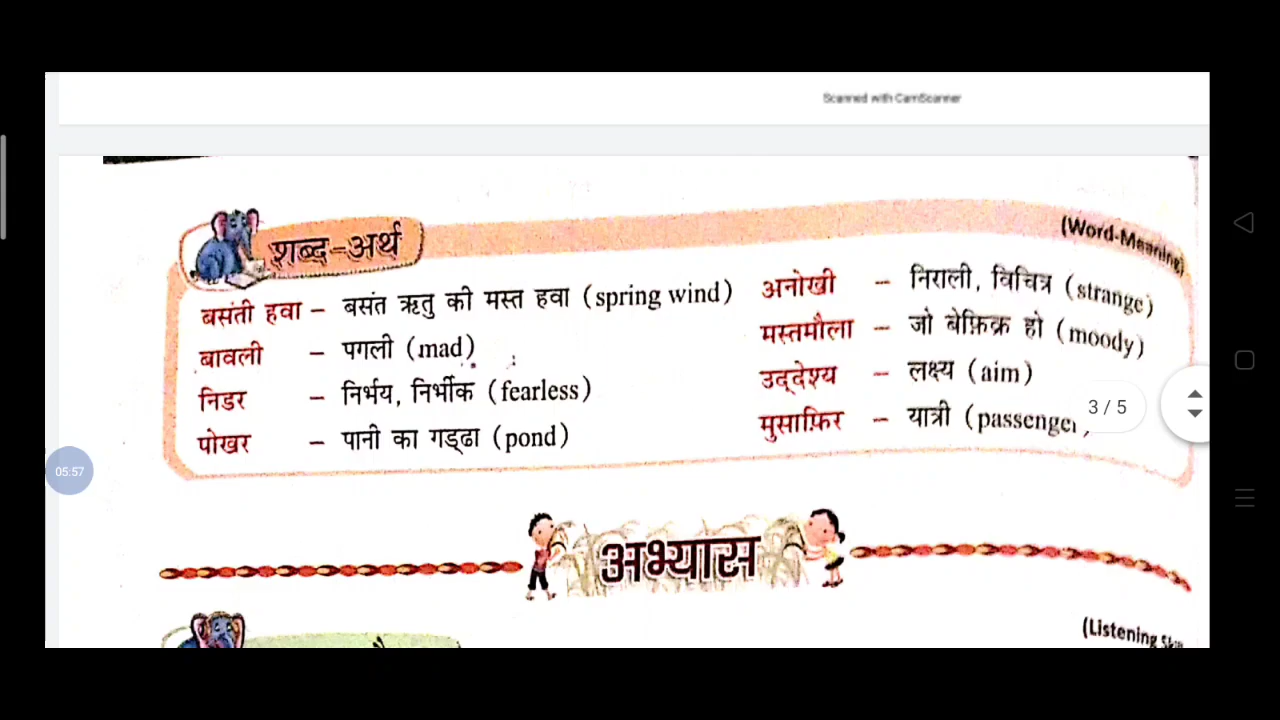 Scanned with CamScanner
शब्द-अर्थ
(Word-Meaning)
बसंती हवा – बसंत ऋतु की मस्त हवा (spring wind)
बावली – पगली (mad)
निडर – निर्भय, निर्भीक (fearless)
पोखर – पानी का गड्ढा (pond)
अनोखी – निराली, विचित्र (strange)
मस्तमौला – जो बेफ़िक्र हो (moody)
उद्देश्य – लक्ष्य (aim)
मुसाफ़िर – यात्री (passenger
3 / 5
05:57
अभ्यास
(Listening